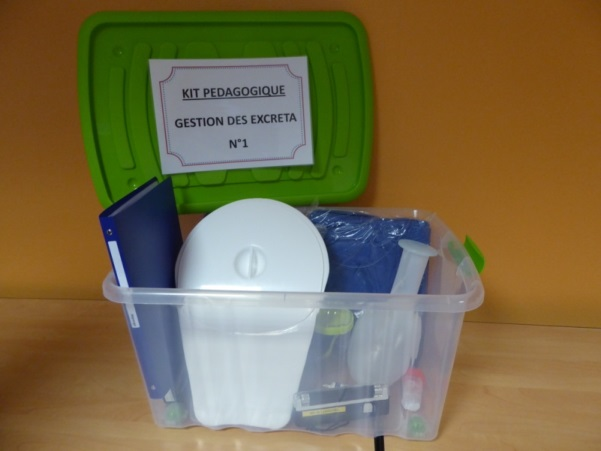 KIT PEDAGOGIQUE
GESTION DES EXCRETA
N°1